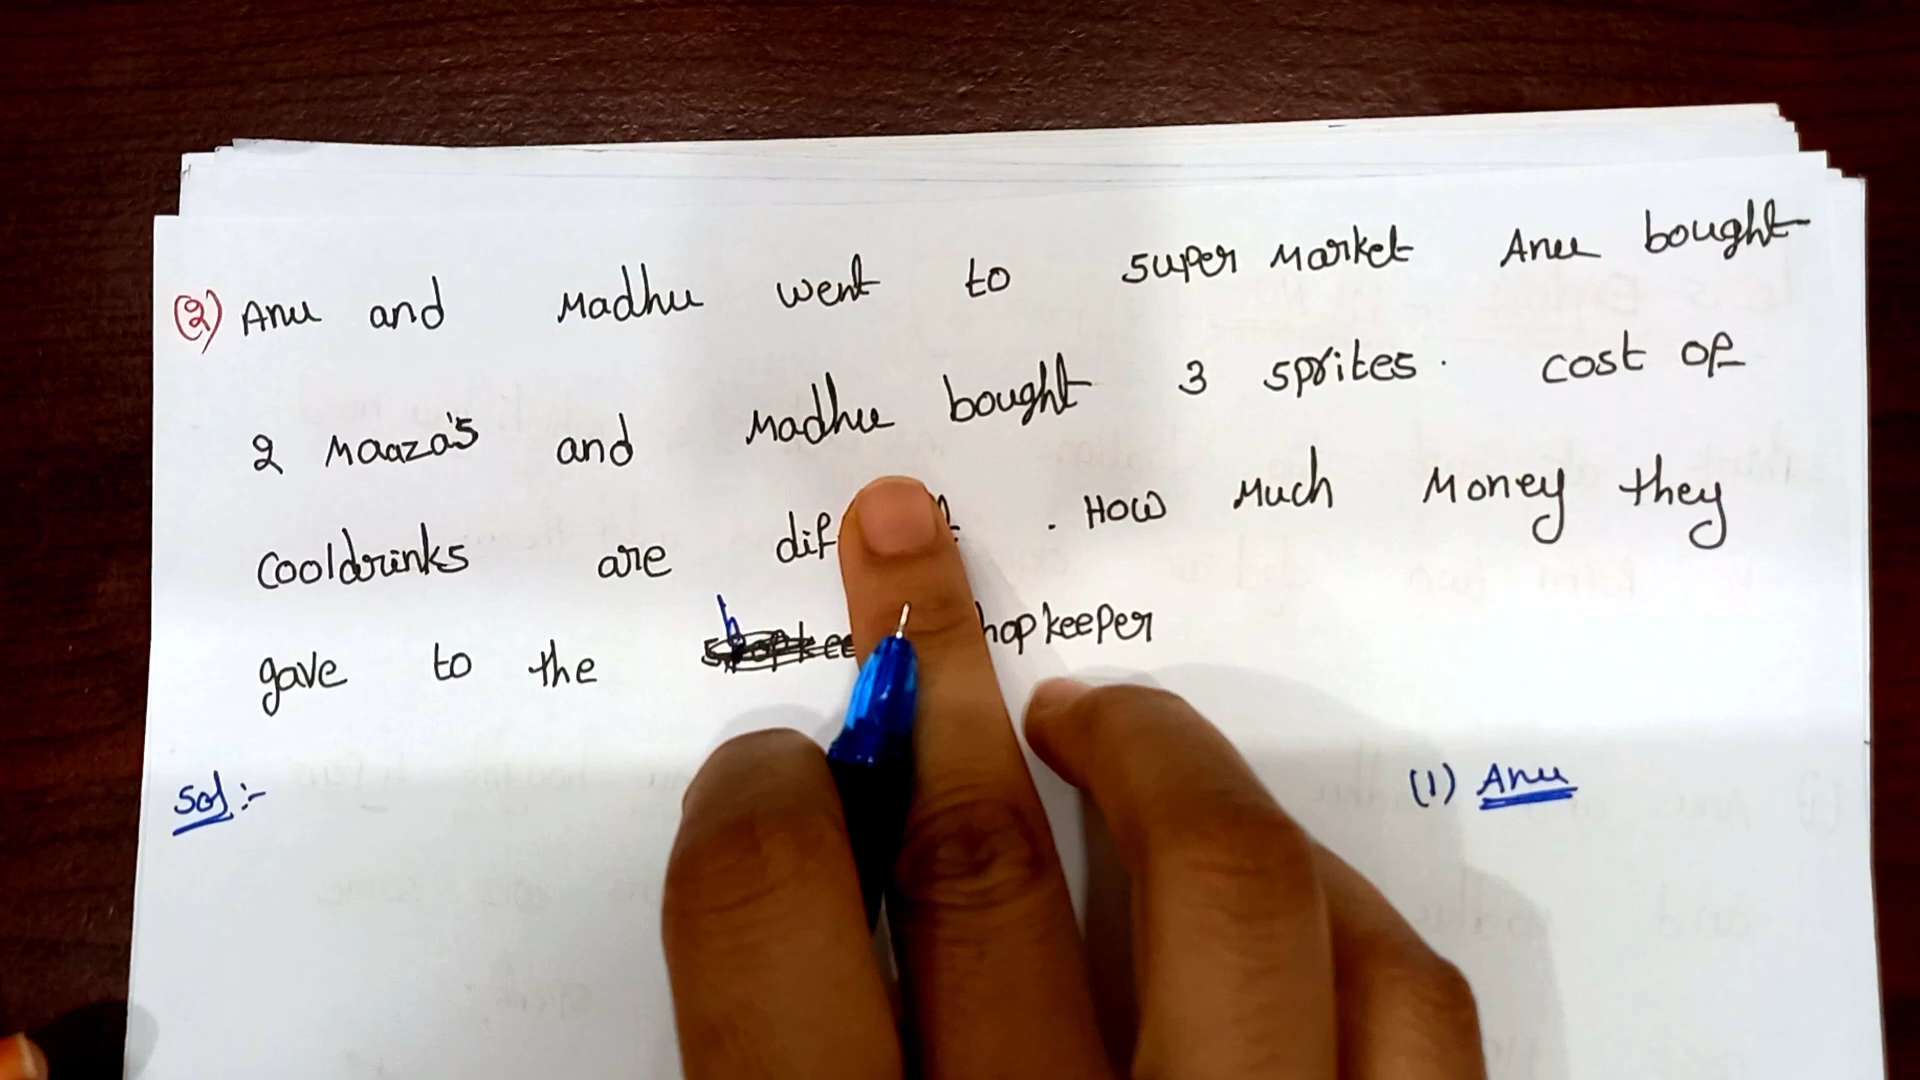 (2) Anu and Madhu went to super market Anu bought
2 Maaza's and Madhu bought 3 sprites. cost of
cooldrinks are . How Much Money they
gave to the hopkeeper
Sol:-
(1) Anu